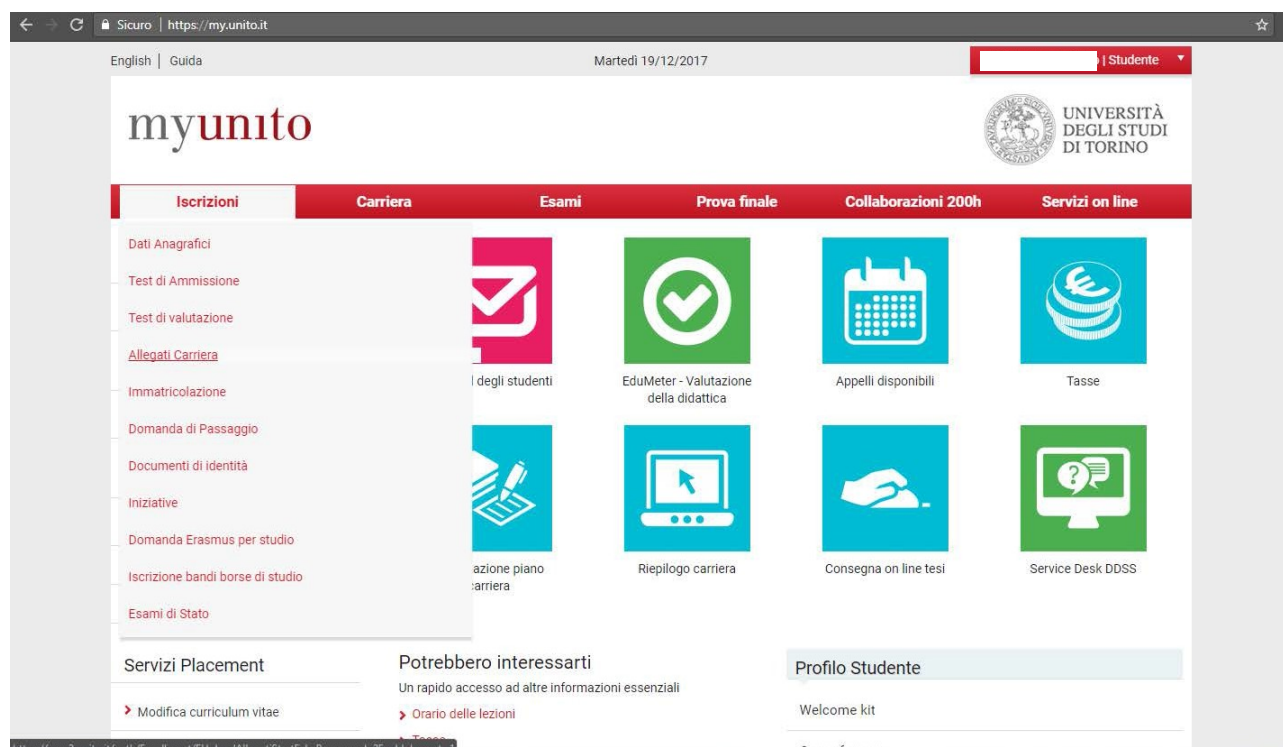 Sicuro | https://my.unito.it
English | Guida
Martedì 19/12/2017
| Studente
myunito
UNIVERSITÀ
DEGLI STUDI
DI TORINO
Iscrizioni
Carriera
Esami
Prova finale
Collaborazioni 200h
Servizi on line
Dati Anagrafici
Test di Ammissione
Test di valutazione
Allegati Carriera
Immatricolazione
Domanda di Passaggio
Documenti di identità
Iniziative
Domanda Erasmus per studio
Iscrizione bandi borse di studio
Esami di Stato
degli studenti
EduMeter - Valutazione
della didattica
Appelli disponibili
Tasse
azione piano
carriera
Riepilogo carriera
Consegna on line tesi
Service Desk DDSS
Servizi Placement
Modifica curriculum vitae
Potrebbero interessarti
Un rapido accesso ad altre informazioni essenziali
Orario delle lezioni
Tasse
Profilo Studente
Welcome kit